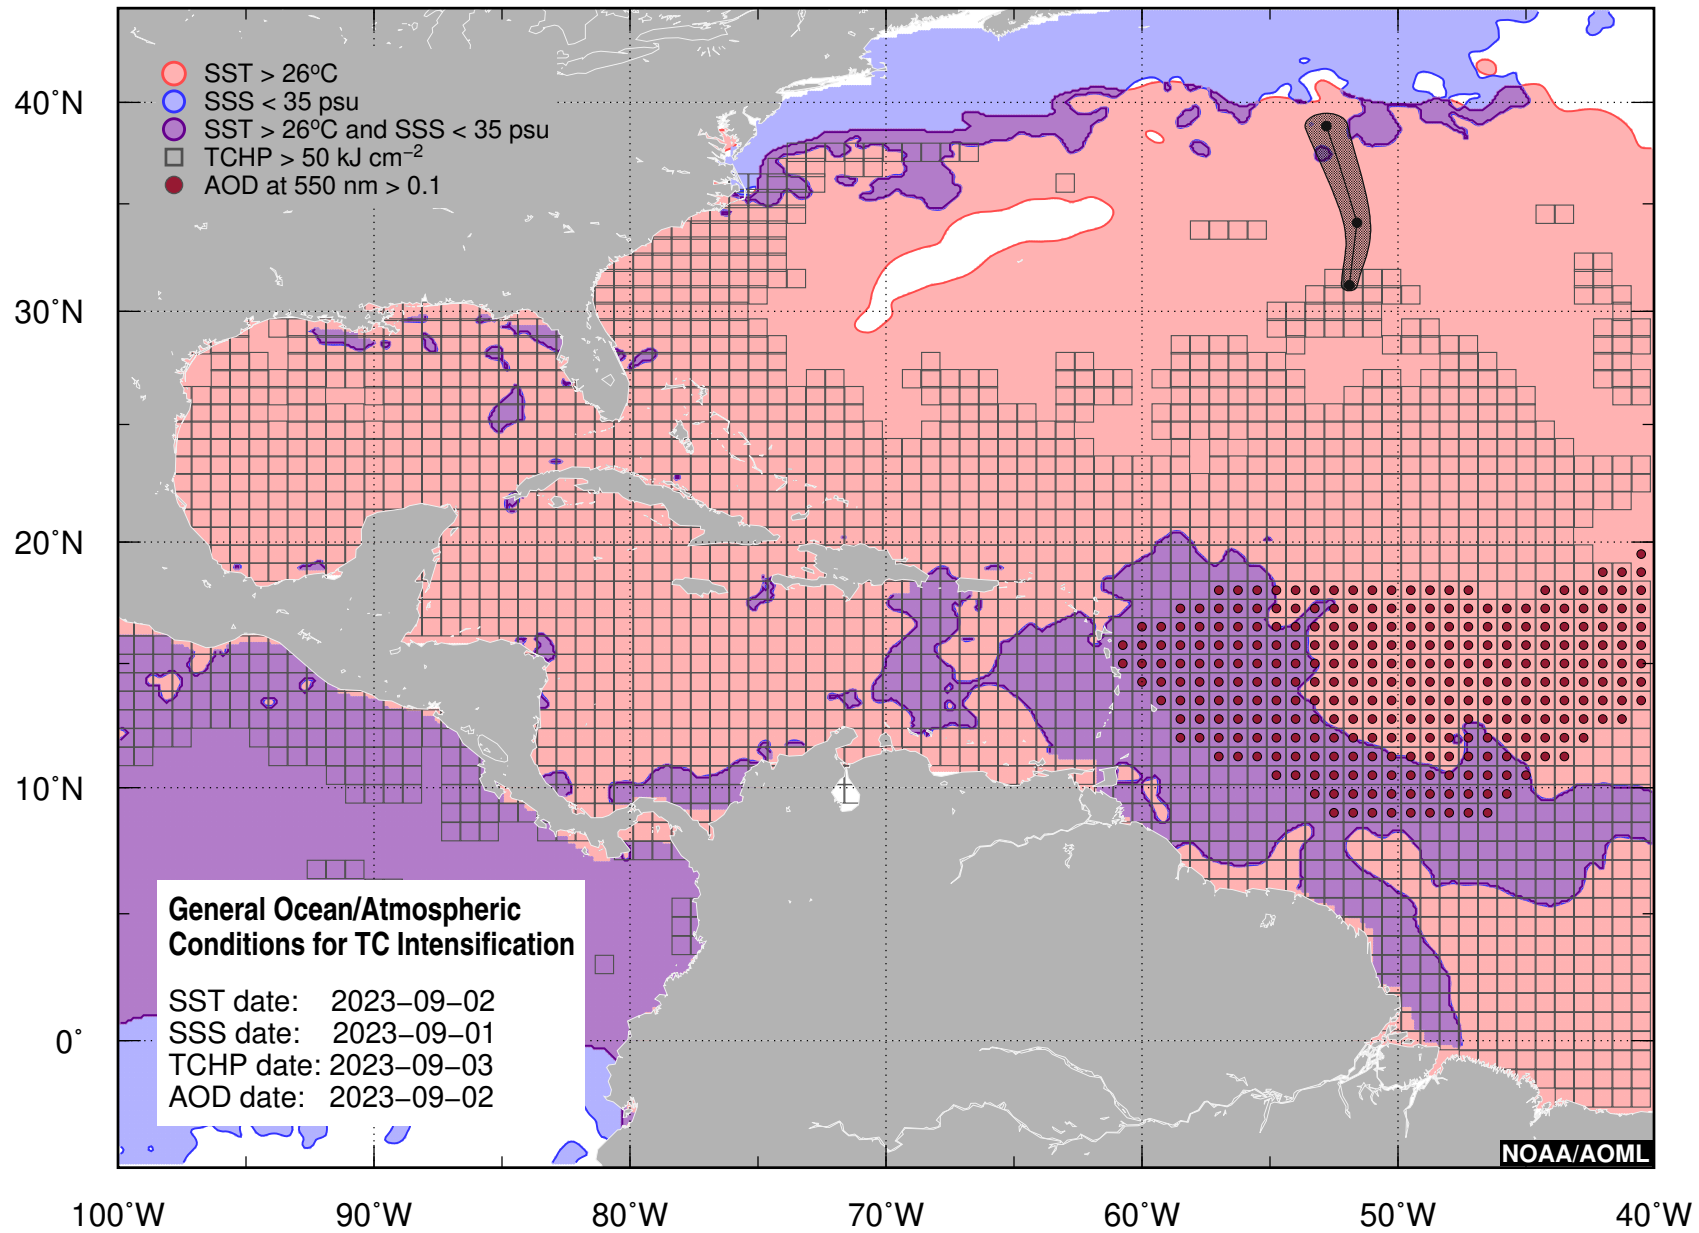 SST > 26ºC
SSS < 35 psu
SST > 26ºC and SSS < 35 psu
TCHP > 50 kJ cm⁻²
AOD at 550 nm > 0.1
40˚N
30˚N
20˚N
10˚N
0˚
General Ocean/Atmospheric
Conditions for TC Intensification
SST date: 2023−09−02
SSS date: 2023−09−01
TCHP date: 2023−09−03
AOD date: 2023−09−02
NOAA/AOML
100˚W 90˚W 80˚W 70˚W 60˚W 50˚W 40˚W